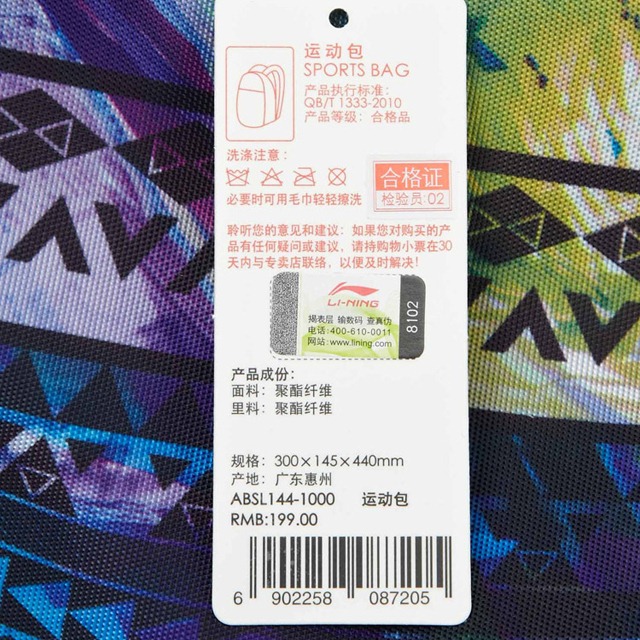 运动包
SPORTS BAG
产品执行标准:
QB/T 1333-2010
产品等级: 合格品
洗涤注意:
必要时可用毛巾轻轻擦洗
合格证
检验员:02
聆听您的意见和建议: 如果您对购买的产
品有任何疑问或建议, 请持购物小票在30
天内与专卖店联络, 以便及时解决!
LI-NING
揭表层 输数码 查真伪
电话:400-610-0011
网站:www.lining.com
8102
产品成份:
面料: 聚酯纤维
里料: 聚酯纤维
规格: 300×145×440mm
产地: 广东惠州
ABSL144-1000 运动包
RMB:199.00
6 902258 087205